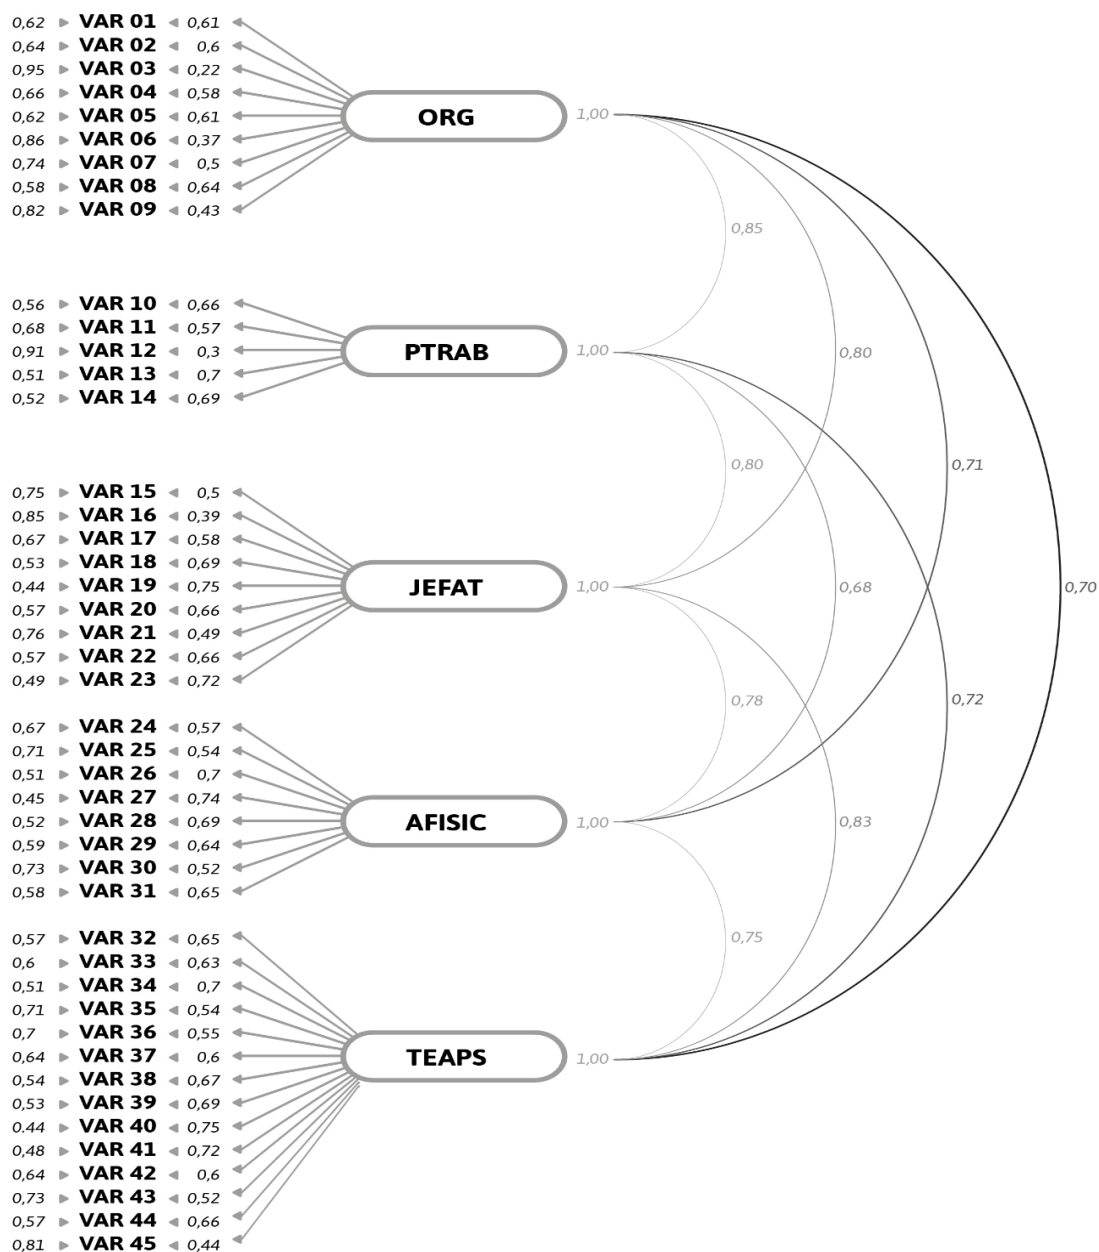 0,62 VAR 01 0,61
0,64 VAR 02 0,6
0,95 VAR 03 0,22
0,66 VAR 04 0,58
0,62 VAR 05 0,61 ORG 1,00
0,86 VAR 06 0,37
0,74 VAR 07 0,5
0,58 VAR 08 0,64
0,82 VAR 09 0,43
0,85
0,56 VAR 10 0,66
0,68 VAR 11 0,57
0,91 VAR 12 0,3 PTRAB 1,00 0,80
0,51 VAR 13 0,7
0,52 VAR 14 0,69
0,80 0,71
0,75 VAR 15 0,5
0,85 VAR 16 0,39
0,67 VAR 17 0,58
0,53 VAR 18 0,69
0,44 VAR 19 0,75 JEFAT 1,00 0,68 0,70
0,57 VAR 20 0,66
0,76 VAR 21 0,49
0,57 VAR 22 0,66
0,49 VAR 23 0,72
0,78 0,72
0,67 VAR 24 0,57
0,71 VAR 25 0,54
0,51 VAR 26 0,7
0,45 VAR 27 0,74
0,52 VAR 28 0,69 AFISIC 1,00 0,83
0,59 VAR 29 0,64
0,73 VAR 30 0,52
0,58 VAR 31 0,65
0,57 VAR 32 0,65 0,75
0,6 VAR 33 0,63
0,51 VAR 34 0,7
0,71 VAR 35 0,54
0,7 VAR 36 0,55
0,64 VAR 37 0,6 TEAPS 1,00
0,54 VAR 38 0,67
0,53 VAR 39 0,69
0.44 VAR 40 0,75
0,48 VAR 41 0,72
0,64 VAR 42 0,6
0,73 VAR 43 0,52
0,57 VAR 44 0,66
0,81 VAR 45 0,44